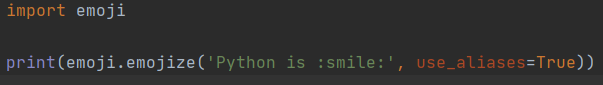 import emoji
print(emoji.emojize('Python is :smile:', use_aliases=True))